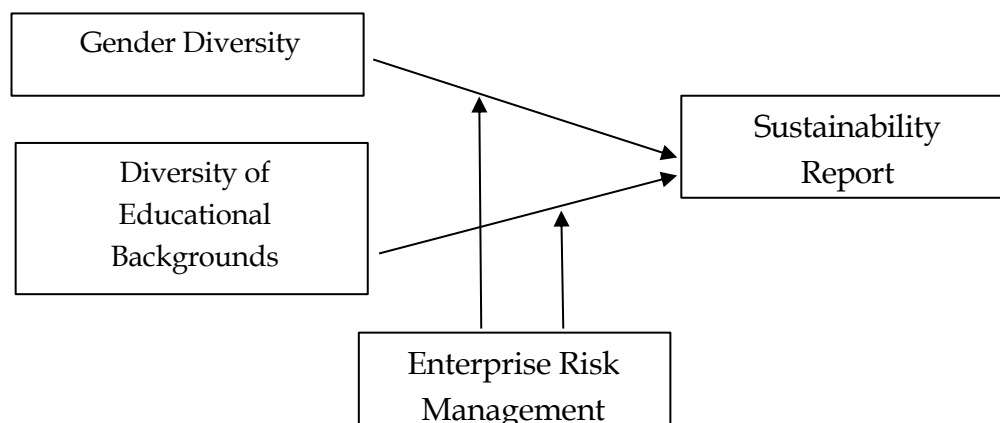 Gender Diversity
Diversity of
Educational
Backgrounds
Sustainability
Report
Enterprise Risk
Management